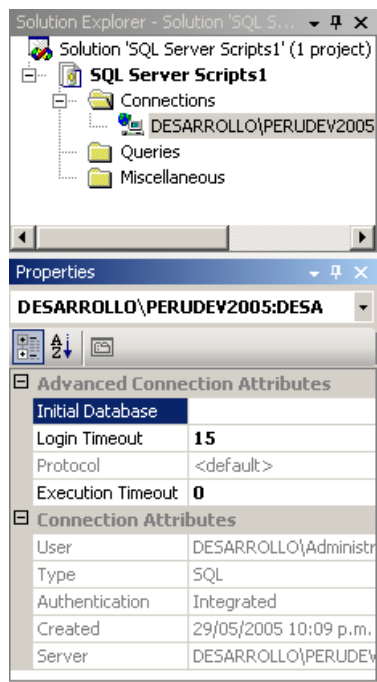 Solution Explorer - Solution 'SQL S...
Solution 'SQL Server Scripts1' (1 project)
SQL Server Scripts1
Connections
DESARROLLO\PERUDEV2005
Queries
Miscellaneous
Properties
DESARROLLO\PERUDEV2005:DESA
Advanced Connection Attributes
Initial Database
Login Timeout 15
Protocol <default>
Execution Timeout 0
Connection Attributes
User DESARROLLO\Administr
Type SQL
Authentication Integrated
Created 29/05/2005 10:09 p.m.
Server DESARROLLO\PERUDEV